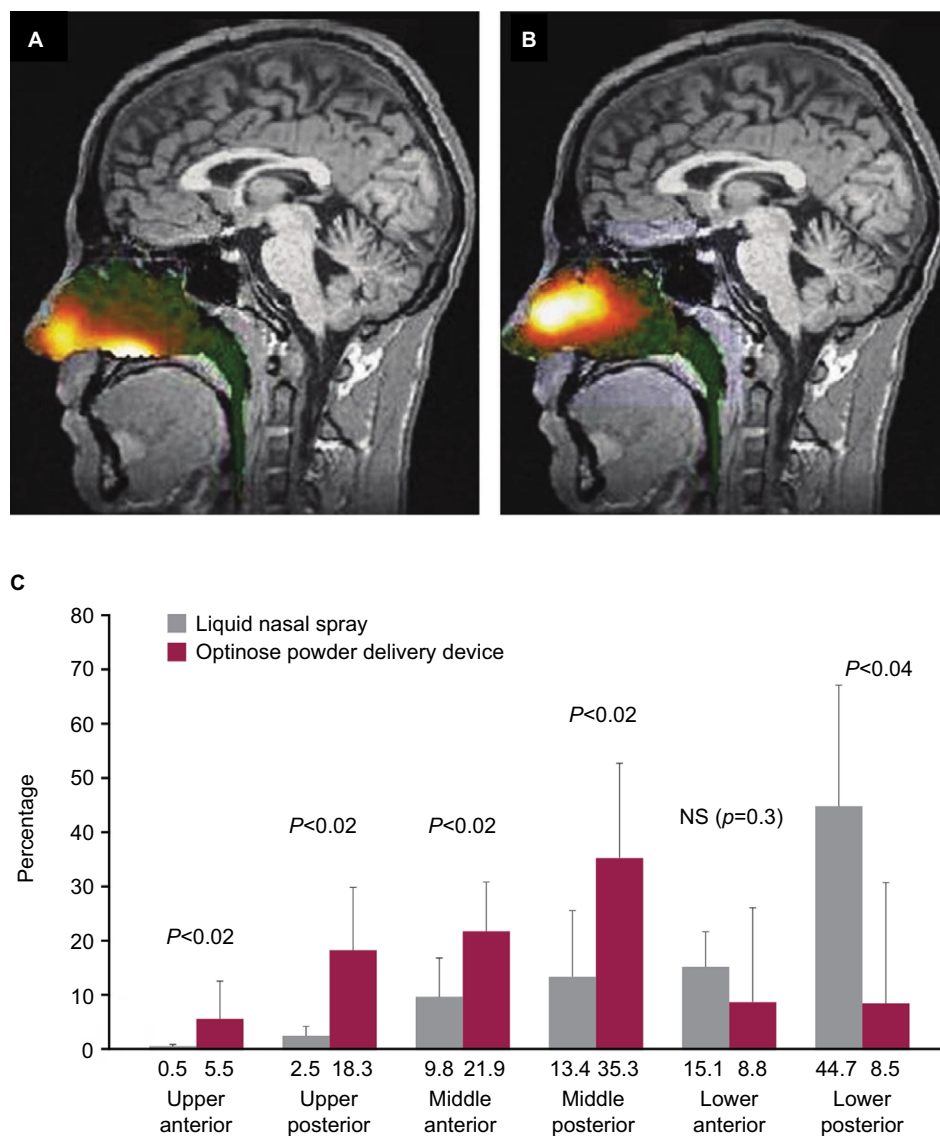 A
B
C
80
70
60
50
40
30
20
10
0
Percentage
Liquid nasal spray
Optinose powder delivery device
P<0.02
P<0.02
P<0.02
P<0.02
NS (p=0.3)
P<0.04
0.5 5.5
Upper
anterior
2.5 18.3
Upper
posterior
9.8 21.9
Middle
anterior
13.4 35.3
Middle
posterior
15.1 8.8
Lower
anterior
44.7 8.5
Lower
posterior